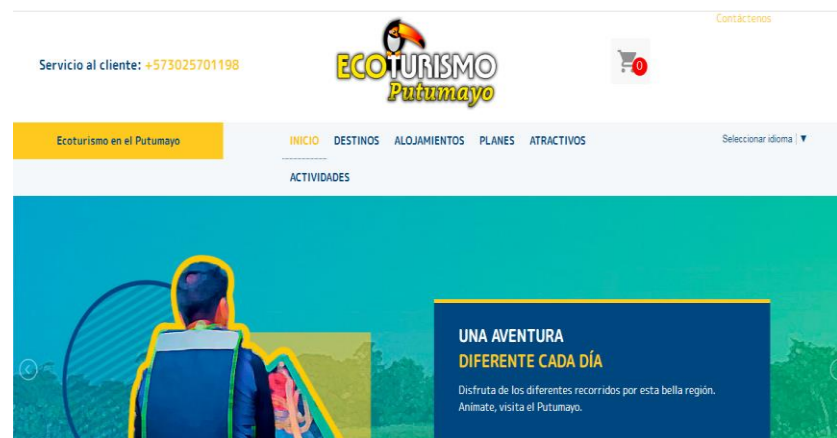 Contáctenos
Servicio al cliente: +573025701198
ECOTURISMO
Putumayo
0
Ecoturismo en el Putumayo
INICIO DESTINOS ALOJAMIENTOS PLANES ATRACTIVOS
Seleccionar idioma | ▼
ACTIVIDADES
UNA AVENTURA
DIFERENTE CADA DÍA
Disfruta de los diferentes recorridos por esta bella región.
Anímate, visita el Putumayo.